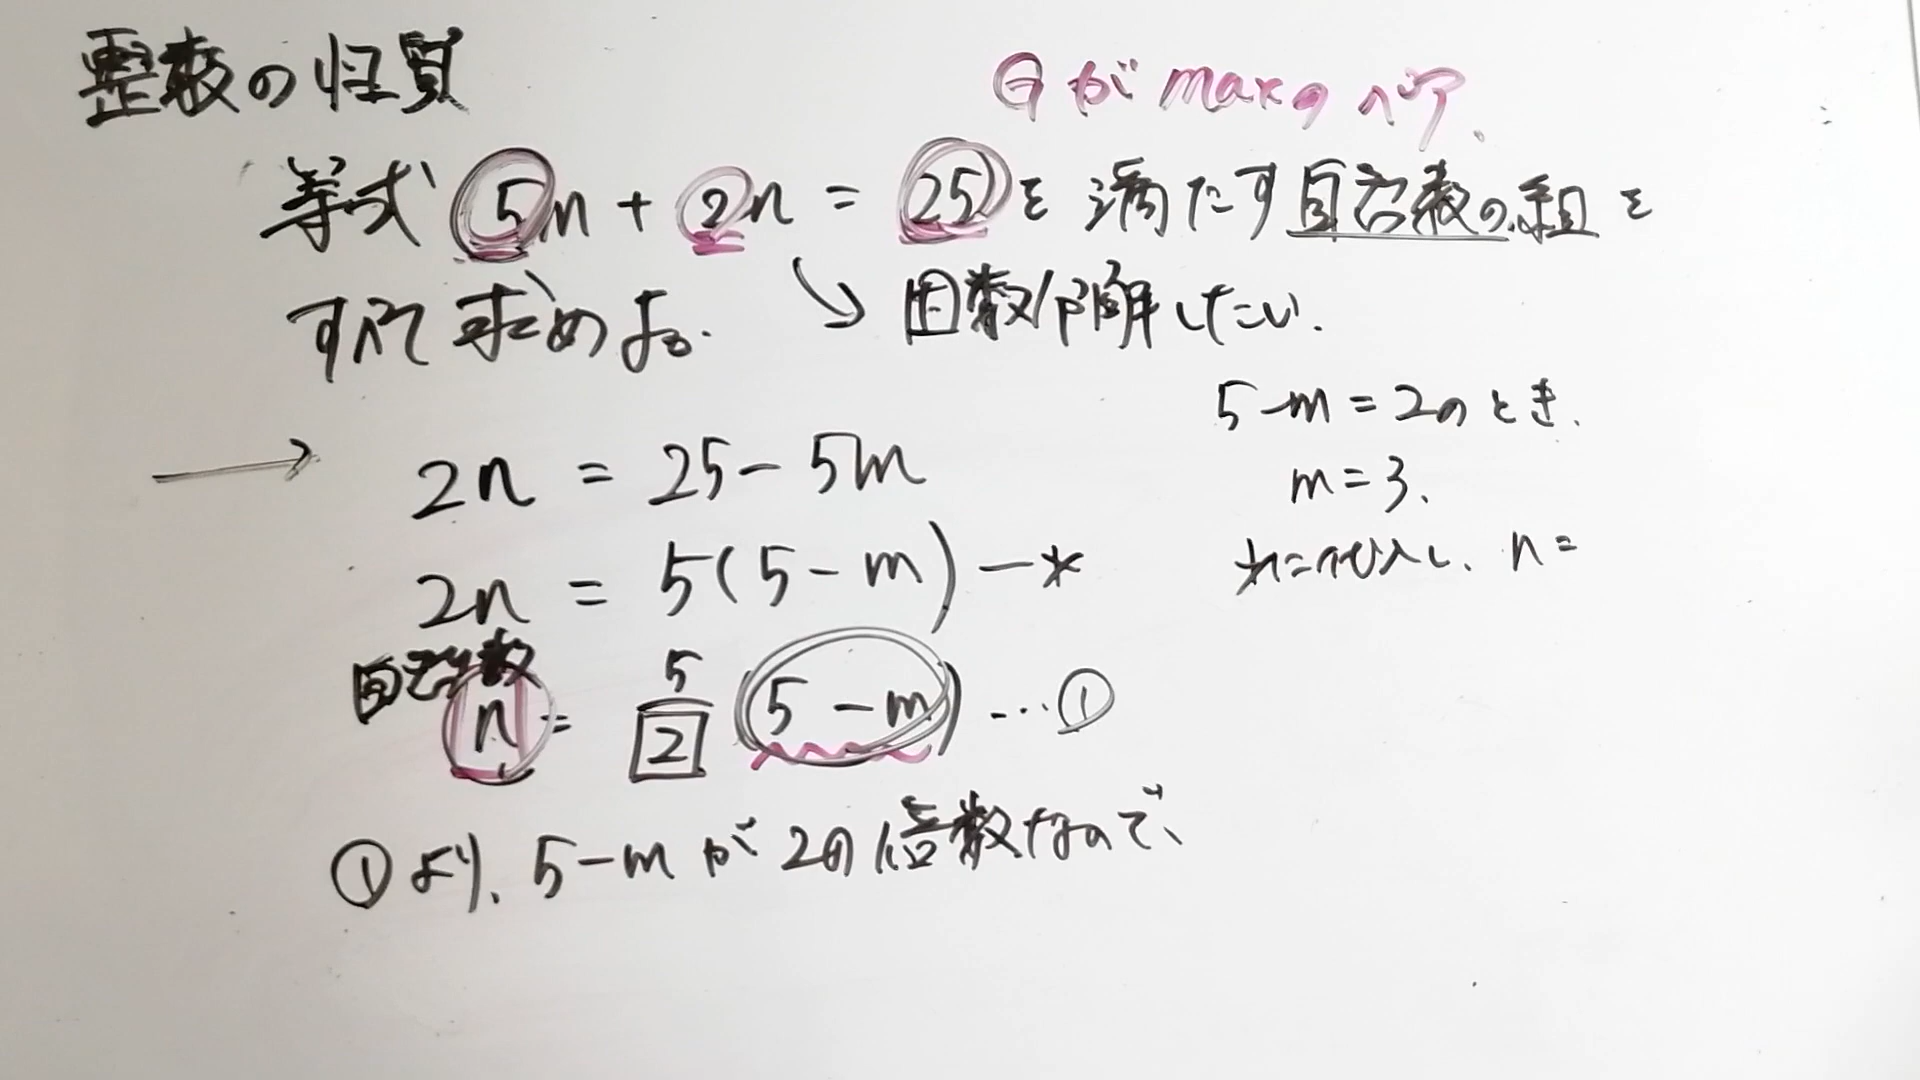 整数の性質
Gがmaxのペア.
等式 5m + 2n = 25を満たす自然数の組を
すべて求めよ.
↘ 因数分解したい.
→ 2n = 25 - 5m
2n = 5(5 - m) - *
自然数
n = 5/2 (5 - m) ... ①
①より、5-mが2の倍数なので、
5-m = 2のとき.
m = 3.
*に代入し、n =